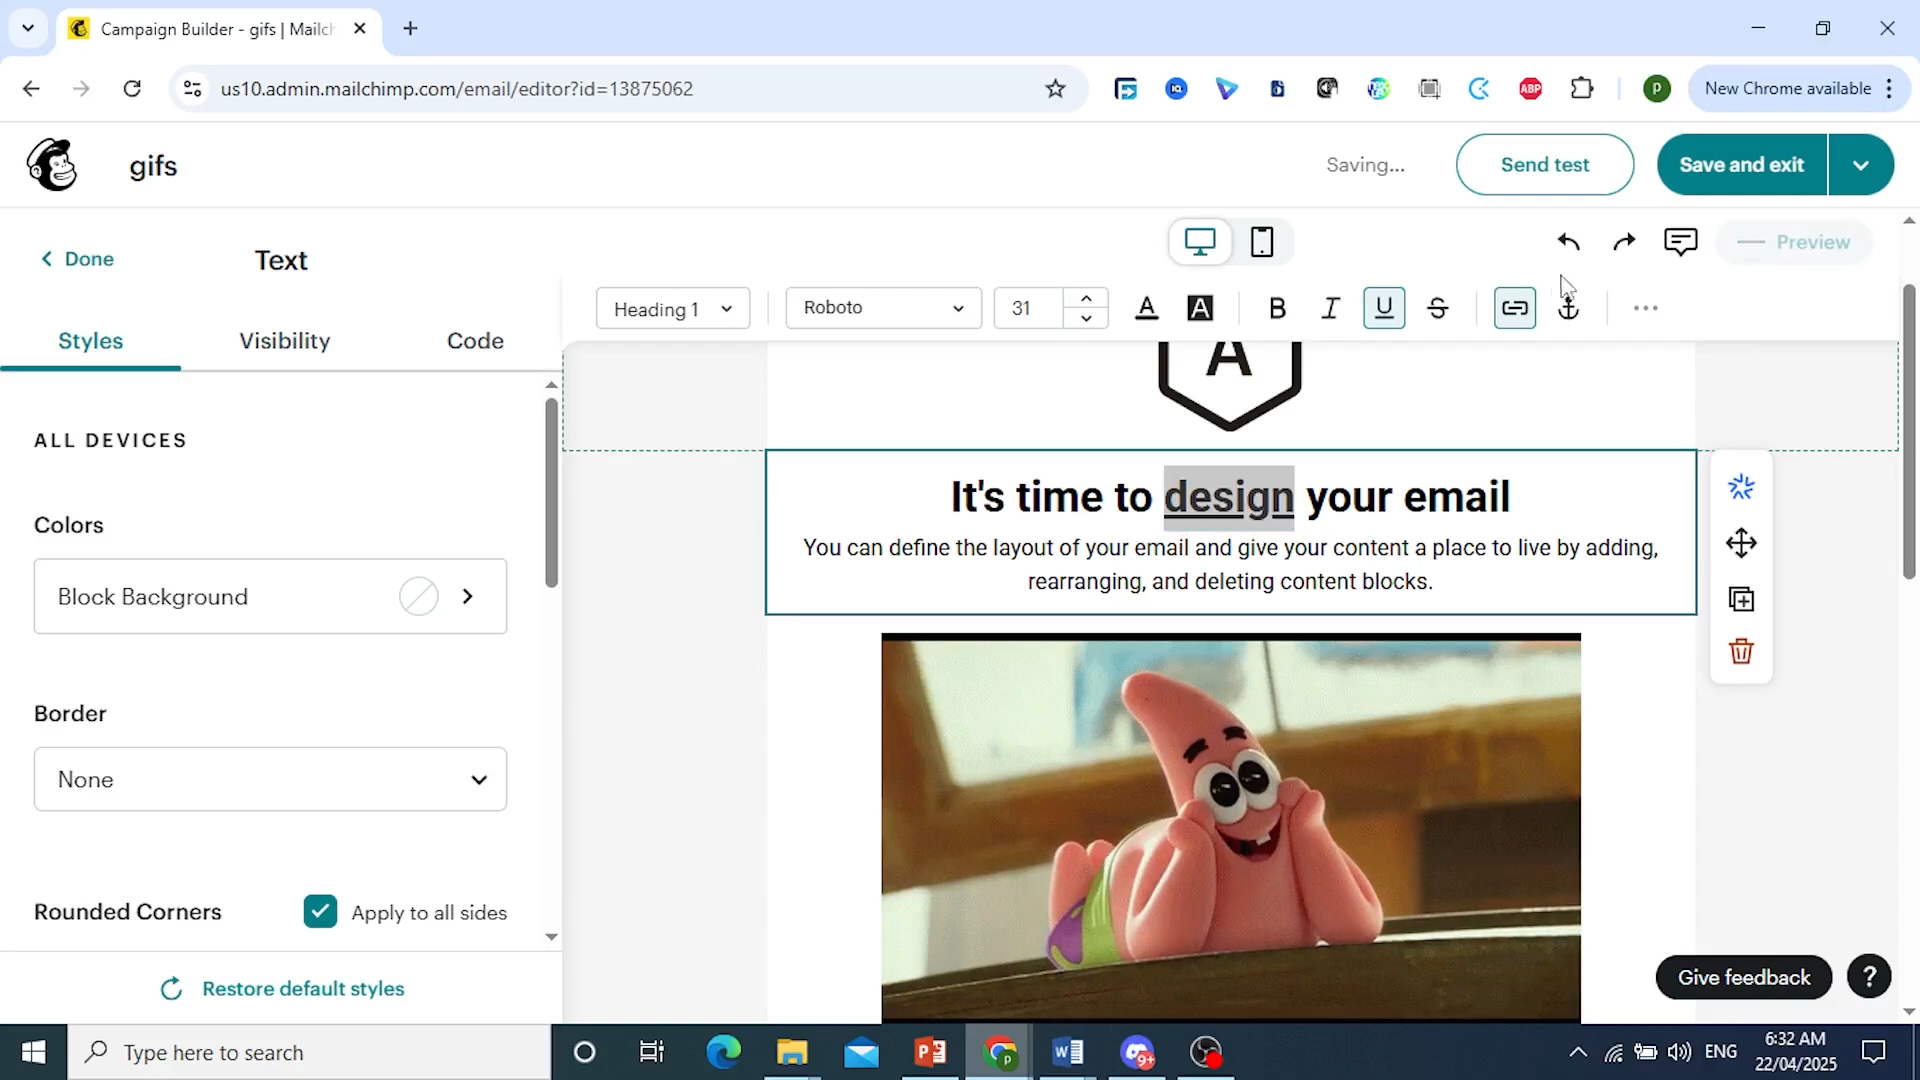 Campaign Builder - gifs | Mailch
us10.admin.mailchimp.com/email/editor?id=13875062
IQ
ABP
p
New Chrome available
gifs
Saving...
Send test
Save and exit
Done
Text
Preview
Styles
Visibility
Code
Heading 1
Roboto
31
A
A
B
I
U
S
ALL DEVICES
Colors
Block Background
Border
None
Rounded Corners
Apply to all sides
Restore default styles
A
It's time to design your email
You can define the layout of your email and give your content a place to live by adding,
rearranging, and deleting content blocks.
Give feedback
?
Type here to search
9+
ENG
6:32 AM
22/04/2025